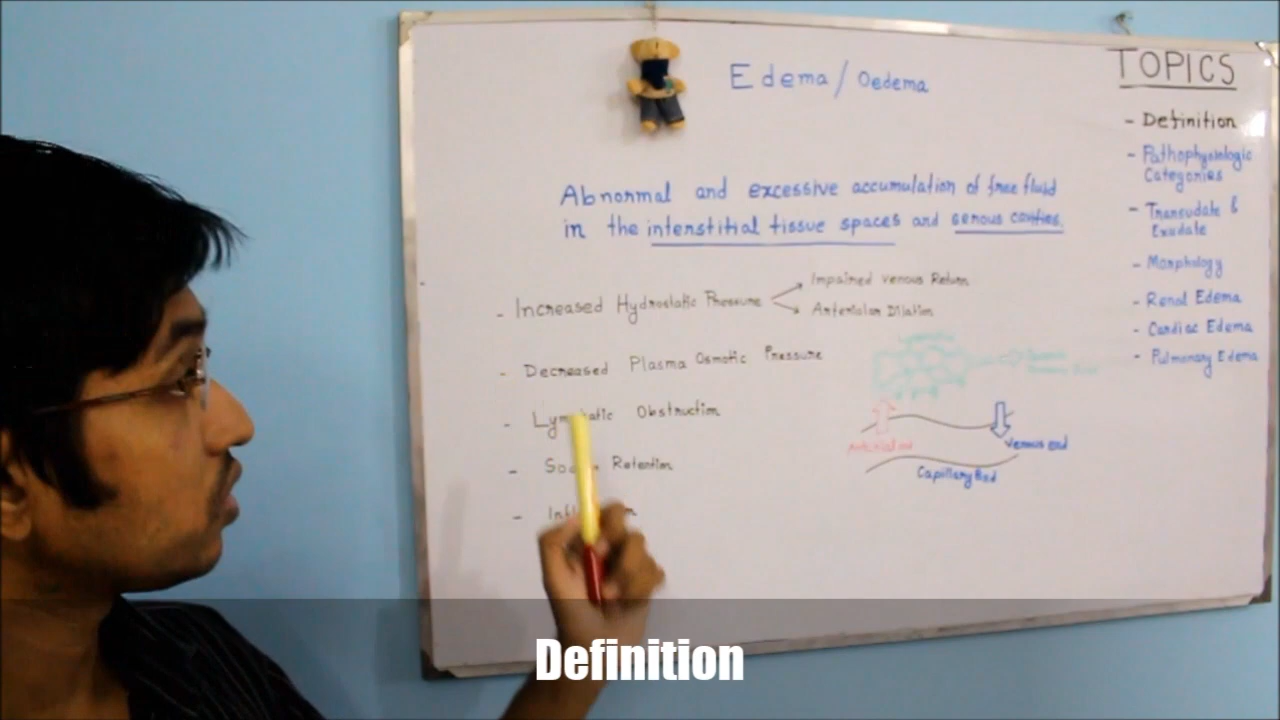 Edema/Oedema
Abnormal and excessive accumulation of free fluid
in the interstitial tissue spaces and serous cavities.
- Increased Hydrostatic Pressure
Impaired Venous Return
Arteriolar Dilation
- Decreased Plasma Osmotic Pressure
- Obstruction
- Retention
-
Venous end
Capillary Bed
TOPICS
- Definition
- Pathophysiologic
Categories
- Transudate &
Exudate
- Morphology
- Renal Edema
- Cardiac Edema
- Pulmonary Edema
Definition